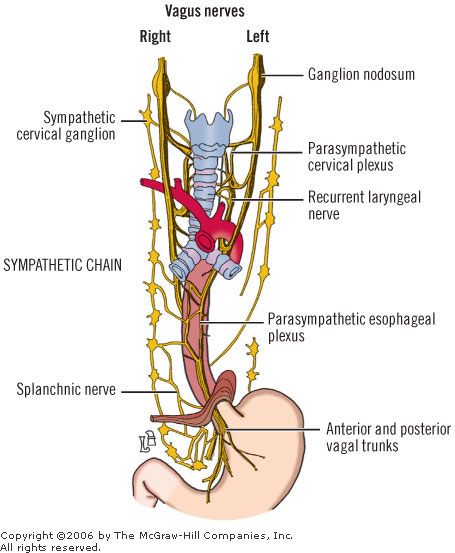 Vagus nerves
Right
Left
Ganglion nodosum
Sympathetic
cervical ganglion
Parasympathetic
cervical plexus
Recurrent laryngeal
nerve
SYMPATHETIC CHAIN
Parasympathetic esophageal
plexus
Splanchnic nerve
Anterior and posterior
vagal trunks
Copyright ©2006 by The McGraw-Hill Companies, Inc.
All rights reserved.